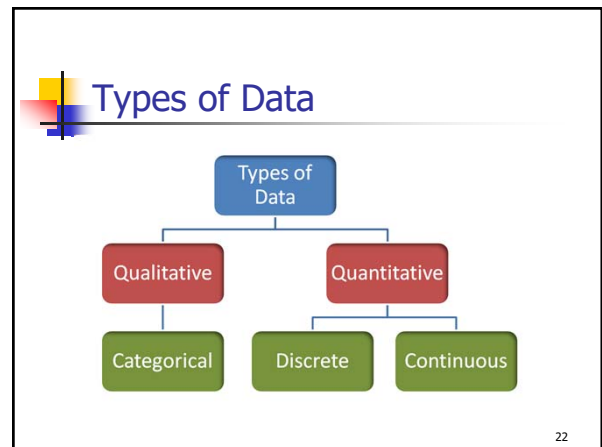 Types of Data
Types of
Data
Qualitative
Quantitative
Categorical
Discrete
Continuous
22